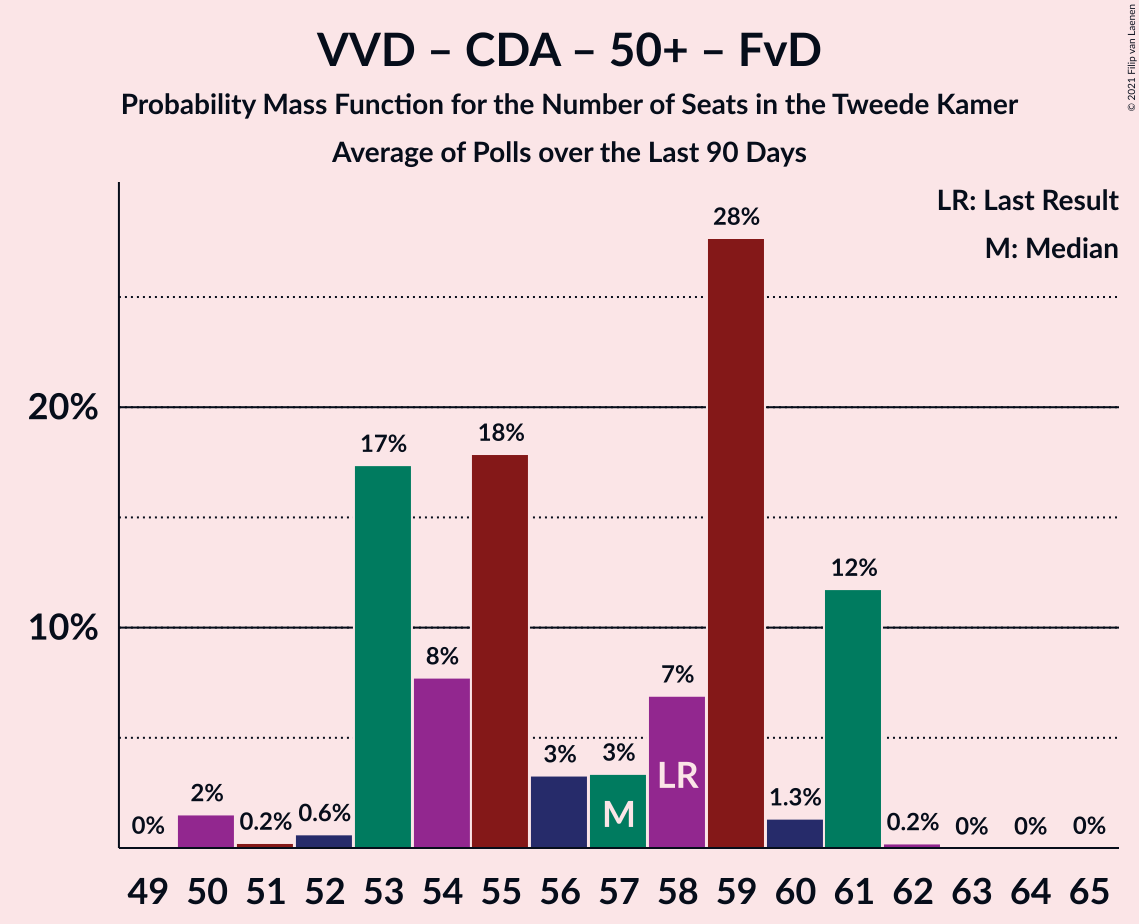 VVD – CDA – 50+ – FvD
Probability Mass Function for the Number of Seats in the Tweede Kamer
Average of Polls over the Last 90 Days
© 2021 Filip van Laenen
LR: Last Result
M: Median
20%
10%
0%
2%
0.2%
0.6%
17%
8%
18%
3%
3%
7%
28%
1.3%
12%
0.2%
0%
0%
0%
M
LR
49 50 51 52 53 54 55 56 57 58 59 60 61 62 63 64 65